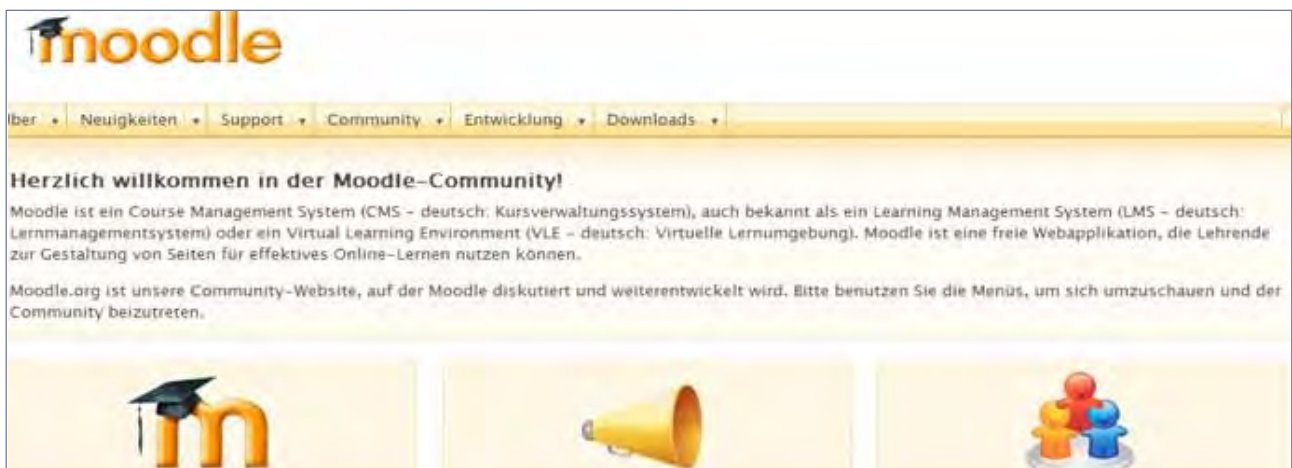 moodle
Neuigkeiten Support Community Entwicklung Downloads
Herzlich willkommen in der Moodle-Community!
Moodle ist ein Course Management System (CMS – deutsch: Kursverwaltungssystem), auch bekannt als ein Learning Management System (LMS – deutsch:
Lernmanagementsystem) oder ein Virtual Learning Environment (VLE – deutsch: Virtuelle Lernumgebung). Moodle ist eine freie Webapplikation, die Lehrende
zur Gestaltung von Seiten für effektives Online-Lernen nutzen können.
Moodle.org ist unsere Community-Website, auf der Moodle diskutiert und weiterentwickelt wird. Bitte benutzen Sie die Menüs, um sich umzuschauen und der
Community beizutreten.
m